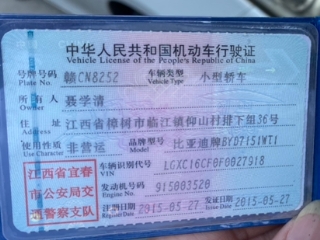 中华人民共和国机动车行驶证
Vehicle License of the People's Republic of China
号牌号码 赣CN8252 车辆类型 小型轿车
Plate No. Vehicle Type
所有人 聂学清
Owner
住址 江西省樟树市临江镇仰山村排下组36号
Address
使用性质 非营运 品牌型号 比亚迪牌BYD7151WT1
Use Character Model
江西省宜春
市公安局交
通警察支队
车辆识别代号 LGXC16CF0F0027918
VIN
发动机号码 915003520
Engine No.
注册日期 2015-05-27 发证日期 2015-05-27
Register Date Issue Date